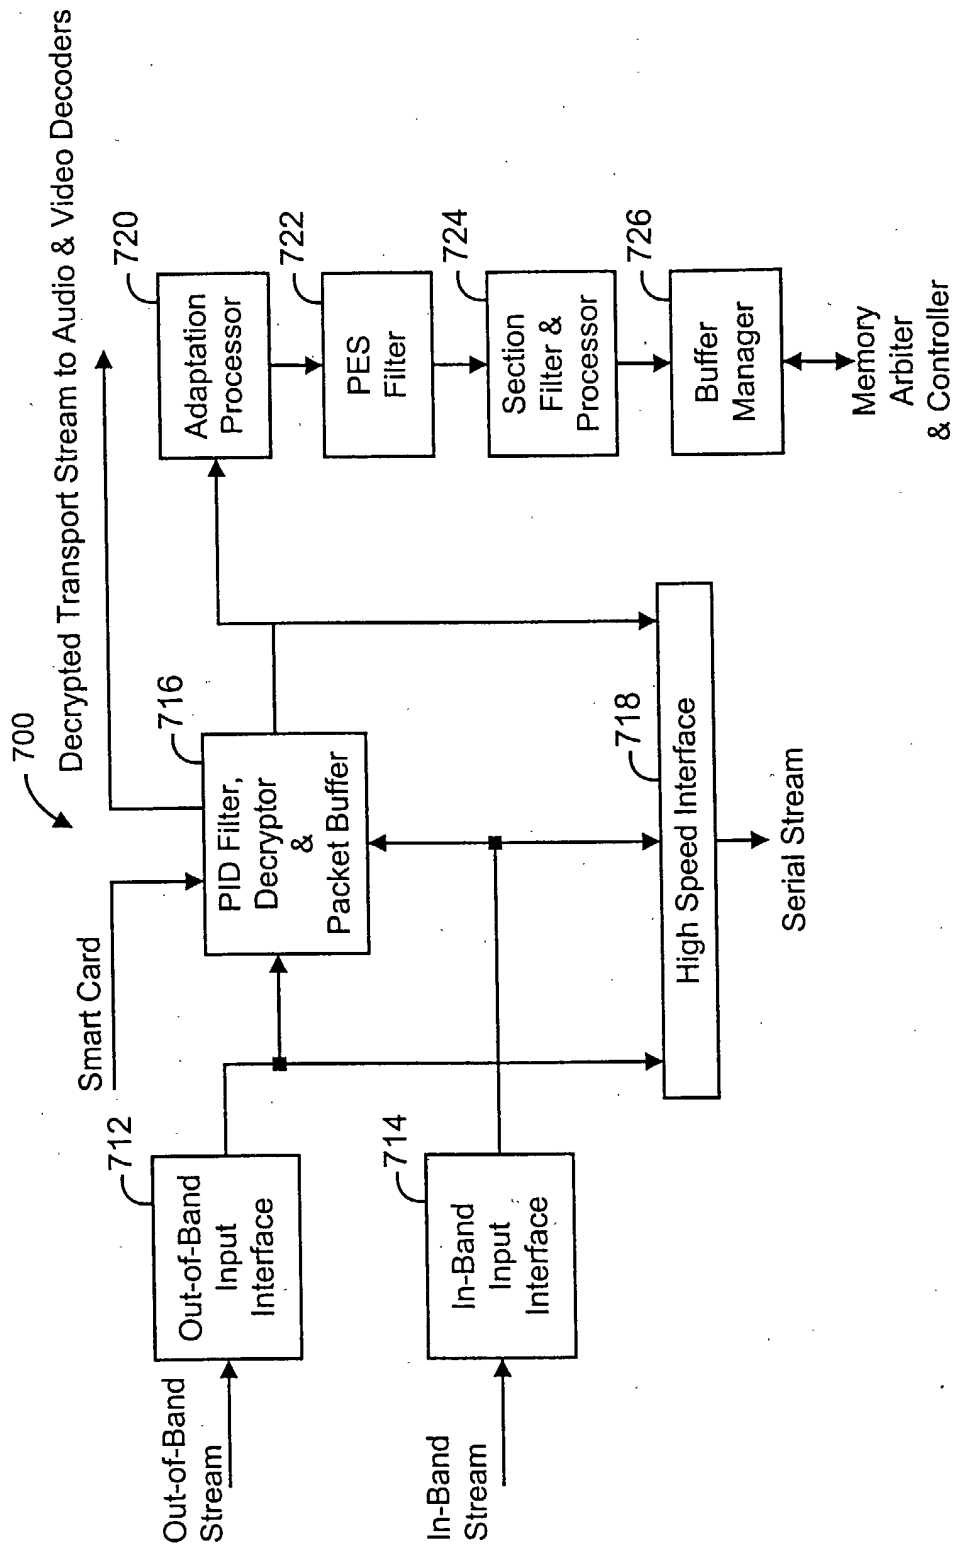 700
Decrypted Transport Stream to Audio & Video Decoders
Smart Card
712
Out-of-Band
Input
Interface
Out-of-Band
Stream
714
In-Band
Input
Interface
In-Band
Stream
716
PID Filter,
Decryptor
&
Packet Buffer
718
High Speed Interface
Serial Stream
720
Adaptation
Processor
722
PES
Filter
724
Section
Filter &
Processor
726
Buffer
Manager
Memory
Arbiter
& Controller